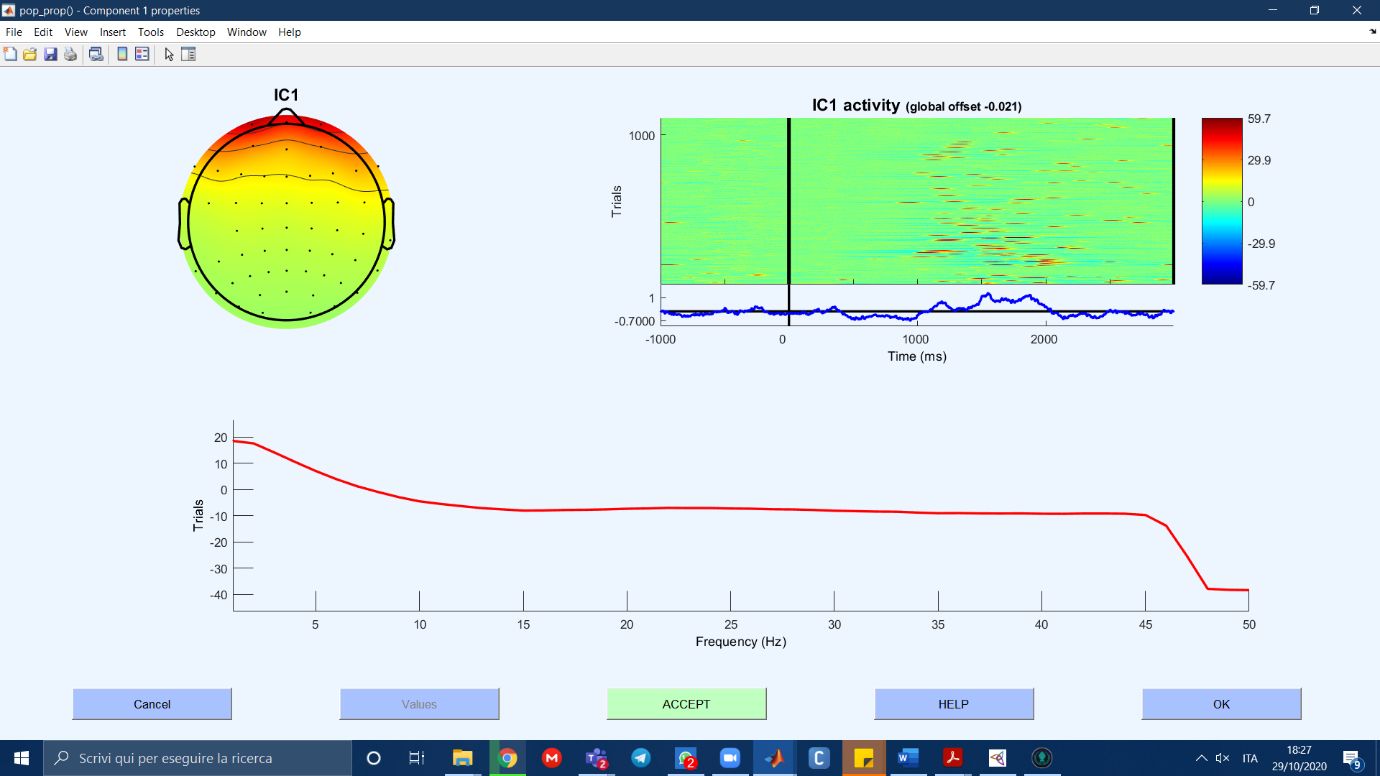 pop_prop() - Component 1 properties
File Edit View Insert Tools Desktop Window Help
IC1
IC1 activity (global offset -0.021)
1000
Trials
59.7
29.9
0
-29.9
-59.7
1
-0.7000
-1000 0 1000 2000
Time (ms)
20
10
0
-10
-20
-30
-40
Trials
5 10 15 20 25 30 35 40 45 50
Frequency (Hz)
Cancel Values ACCEPT HELP OK
Scrivi qui per eseguire la ricerca
M
2
2
C
W
ITA
18:27
29/10/2020
9